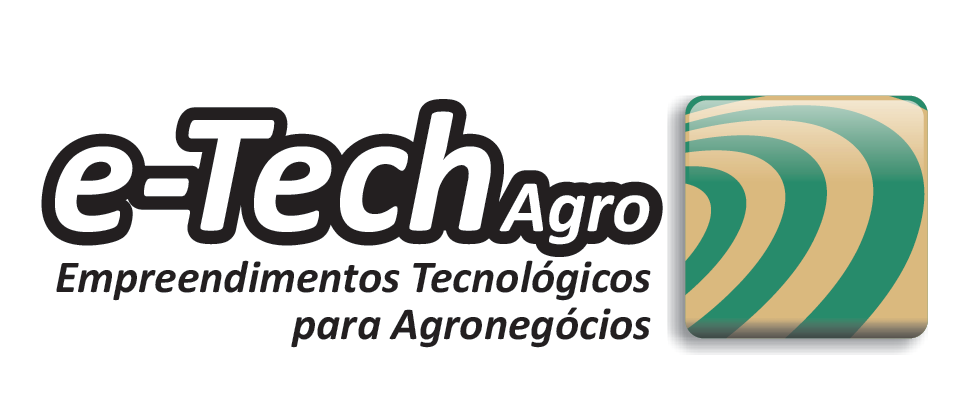 e-Tech Agro
Empreendimentos Tecnológicos
para Agronegócios